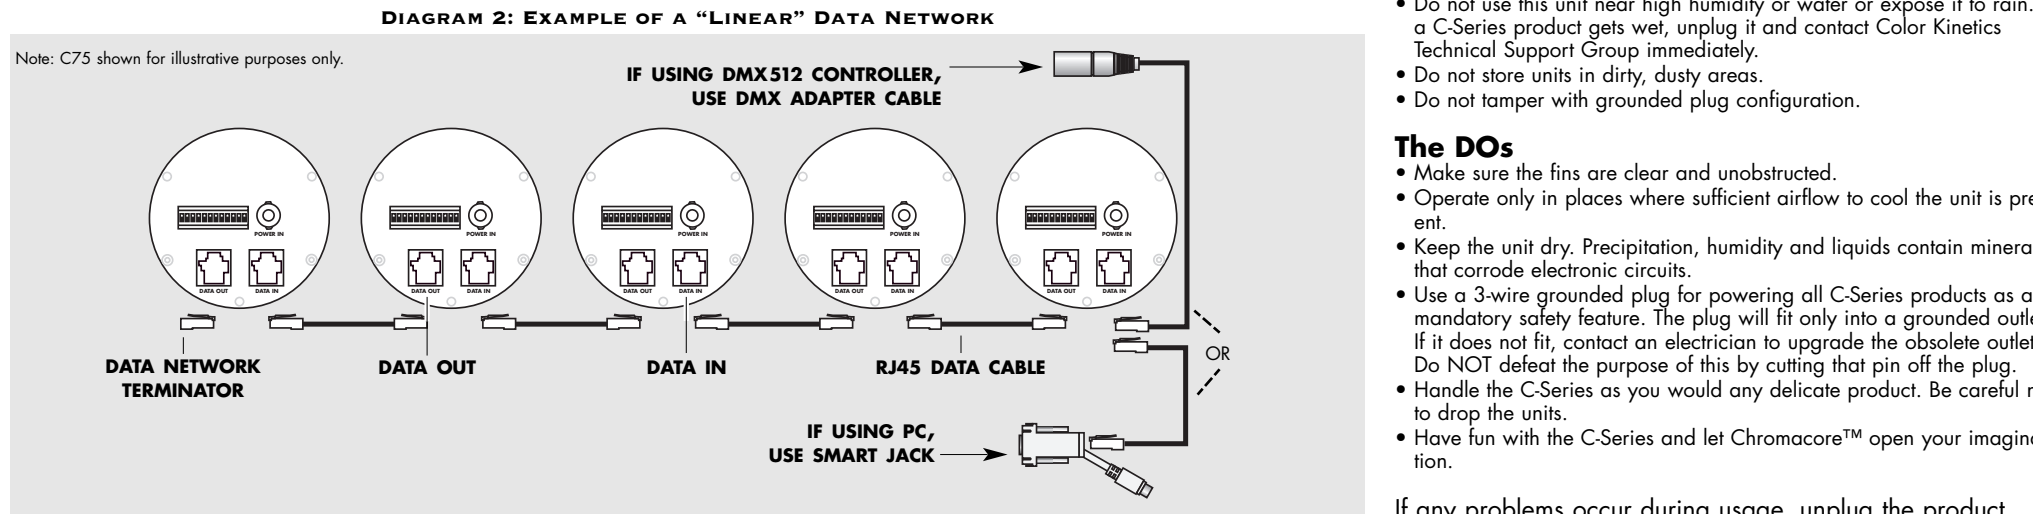 DIAGRAM 2: EXAMPLE OF A “LINEAR” DATA NETWORK
Note: C75 shown for illustrative purposes only.
IF USING DMX512 CONTROLLER,
USE DMX ADAPTER CABLE
POWER IN
DATA OUT DATA IN
POWER IN
DATA OUT DATA IN
POWER IN
DATA OUT DATA IN
POWER IN
DATA OUT DATA IN
POWER IN
DATA OUT DATA IN
DATA NETWORK
TERMINATOR
DATA OUT
DATA IN
RJ45 DATA CABLE
OR
IF USING PC,
USE SMART JACK
• Do not use this unit near high humidity or water or expose it to rain.
a C-Series product gets wet, unplug it and contact Color Kinetics
Technical Support Group immediately.
• Do not store units in dirty, dusty areas.
• Do not tamper with grounded plug configuration.
The DOs
• Make sure the fins are clear and unobstructed.
• Operate only in places where sufficient airflow to cool the unit is pre
ent.
• Keep the unit dry. Precipitation, humidity and liquids contain minera
that corrode electronic circuits.
• Use a 3-wire grounded plug for powering all C-Series products as a
mandatory safety feature. The plug will fit only into a grounded outle
If it does not fit, contact an electrician to upgrade the obsolete outlet
Do NOT defeat the purpose of this by cutting that pin off the plug.
• Handle the C-Series as you would any delicate product. Be careful
to drop the units.
• Have fun with the C-Series and let Chromacore™ open your imagina
tion.
If any problems occur during usage, unplug the product